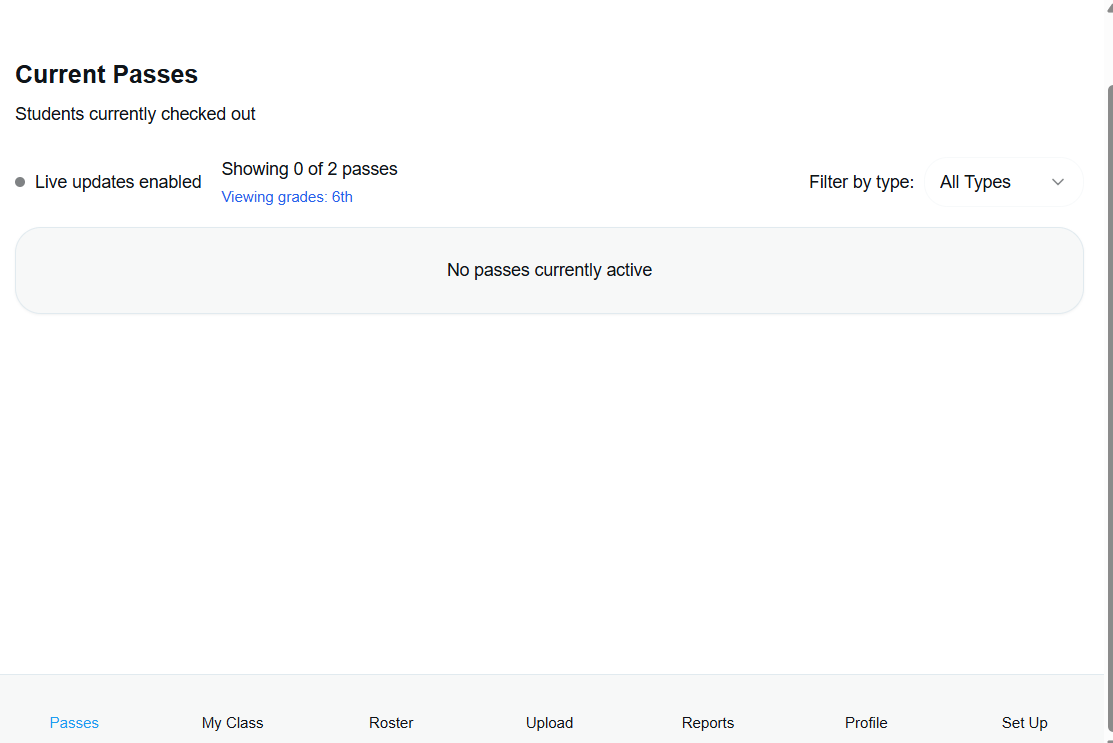 Current Passes
Students currently checked out
Live updates enabled
Showing 0 of 2 passes
Viewing grades: 6th
Filter by type:
All Types
No passes currently active
Passes
My Class
Roster
Upload
Reports
Profile
Set Up